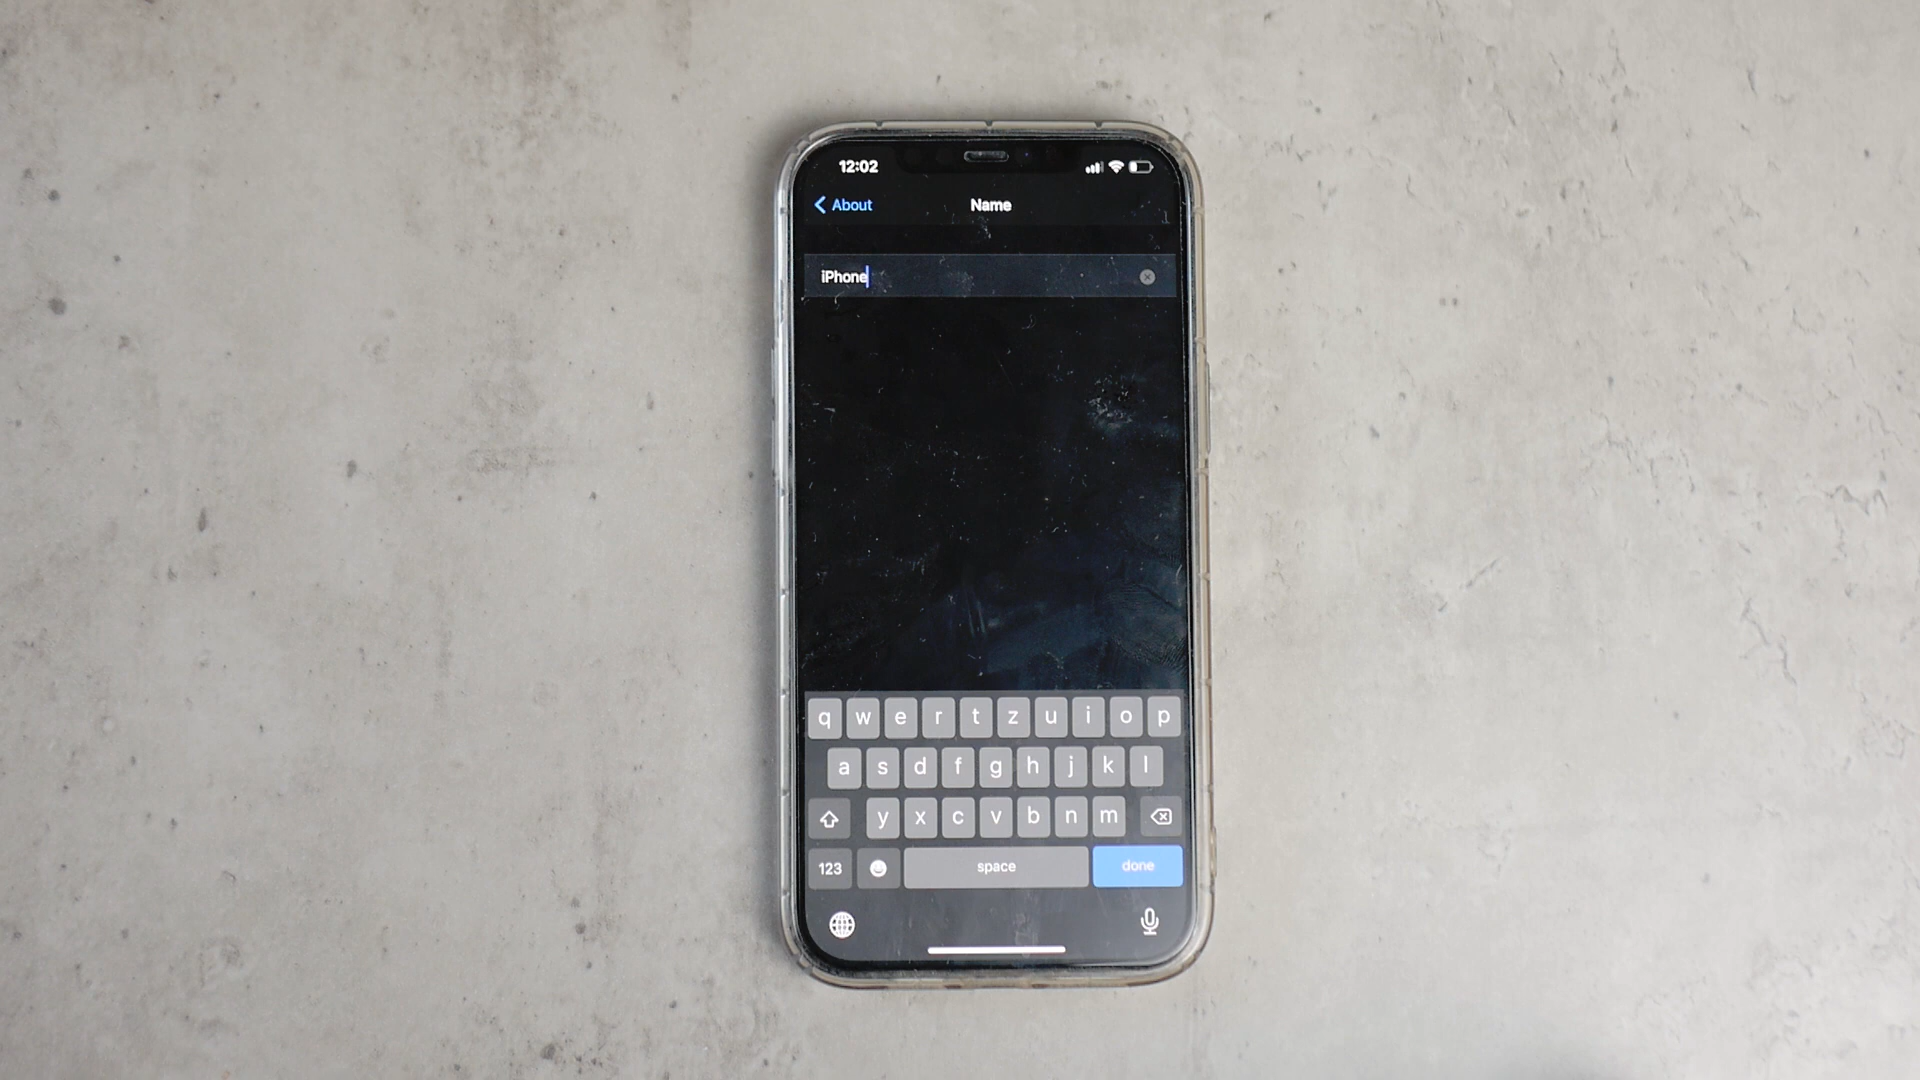 12:02
About
Name
iPhone
q w e r t z u i o p
a s d f g h j k l
y x c v b n m
123 space done